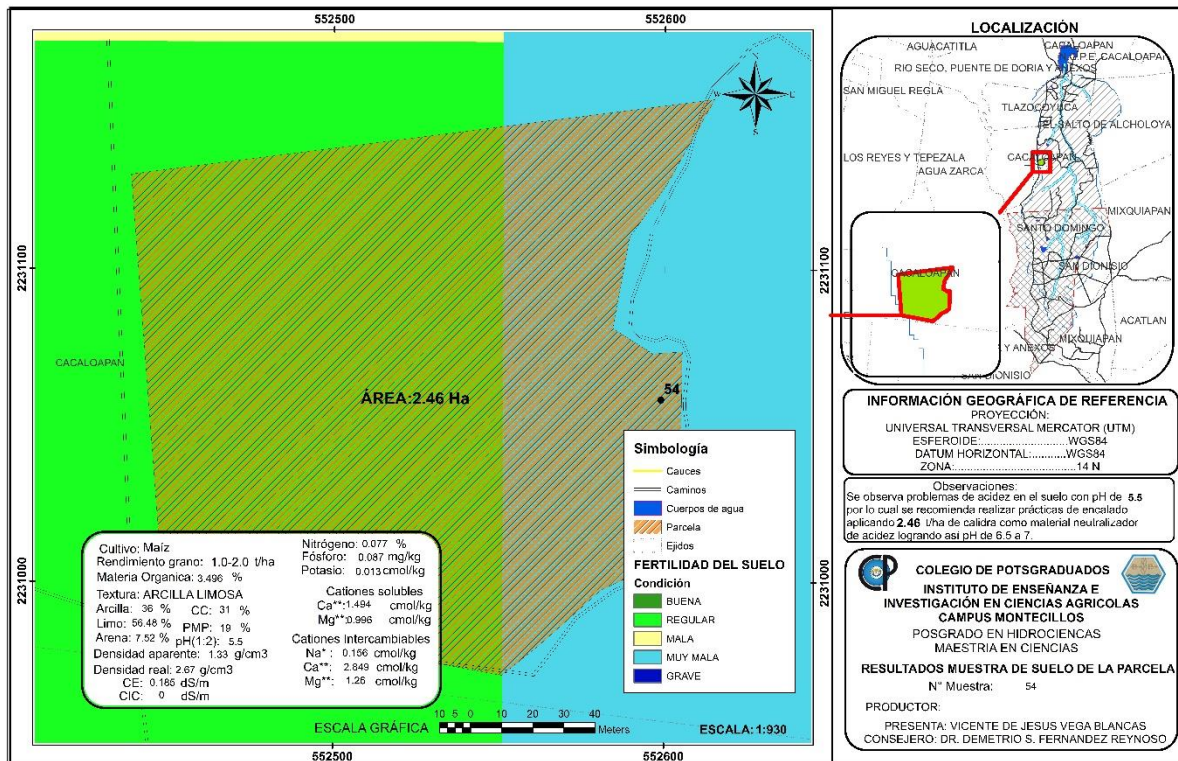 552500
552600
2231100
2231000
2231100
2231000
552500
552600
N
W
S
CACALOAPAN
ÁREA:2.46 Ha
54
Simbología
Cauces
Caminos
Cuerpos de agua
Parcela
Ejidos
FERTILIDAD DEL SUELO
Condición
BUENA
REGULAR
MALA
MUY MALA
GRAVE
Cultivo: Maíz
Rendimiento grano: 1.0-2.0 t/ha
Materia Organica: 3.496 %
Textura: ARCILLA LIMOSA
Arcilla: 36 % CC: 31 %
Limo: 56.48 % PMP: 19 %
Arena: 7.52 % pH(1:2): 5.5
Densidad aparente: 1.33 g/cm3
Densidad real: 2.67 g/cm3
CE: 0.185 dS/m
CIC: 0 dS/m
Nitrógeno: 0.077 %
Fósforo: 0.087 mg/kg
Potasio: 0.013 cmol/kg
Cationes solubles
Ca**: 1.494 cmol/kg
Mg**: 0.996 cmol/kg
Cationes Intercambiables
Na*: 0.156 cmol/kg
Ca**: 2.849 cmol/kg
Mg**: 1.26 cmol/kg
ESCALA GRÁFICA
10 5 0 10 20 30 40
Meters
ESCALA: 1:930
LOCALIZACIÓN
AGUACATITLA
CACALOAPAN
CACALOAPAN
RIO SECO, PUENTE DE DORIA Y ANEXOS
SAN MIGUEL REGLA
TLAZOCOYUCA
EL SALTO DE ALCHOLOYA
LOS REYES Y TEPEZALA
CACALOAPAN
AGUA ZARCA
MIXQUIAPAN
SANTO DOMINGO
SAN DIONISIO
CACALOAPAN
ACATLAN
MIXQUIAPAN
Y ANEXOS
SAN DIONISIO
INFORMACIÓN GEOGRÁFICA DE REFERENCIA
PROYECCIÓN:
UNIVERSAL TRANSVERSAL MERCATOR (UTM)
ESFEROIDE:........................WGS84
DATUM HORIZONTAL:..........WGS84
ZONA:......................................14 N
Observaciones:
Se observa problemas de acidez en el suelo con pH de 5.5
por lo cual se recomienda realizar prácticas de encalado
aplicando 2.46 t/ha de calidra como material neutralizador
de acidez logrando así pH de 6.5 a 7.
COLEGIO DE POTSGRADUADOS
INSTITUTO DE ENSEÑANZA E
INVESTIGACIÓN EN CIENCIAS AGRICOLAS
CAMPUS MONTECILLOS
POSGRADO EN HIDROCIENCAS
MAESTRIA EN CIENCIAS
RESULTADOS MUESTRA DE SUELO DE LA PARCELA
N° Muestra: 54
PRODUCTOR:
PRESENTA: VICENTE DE JESUS VEGA BLANCAS
CONSEJERO: DR. DEMETRIO S. FERNANDEZ REYNOSO